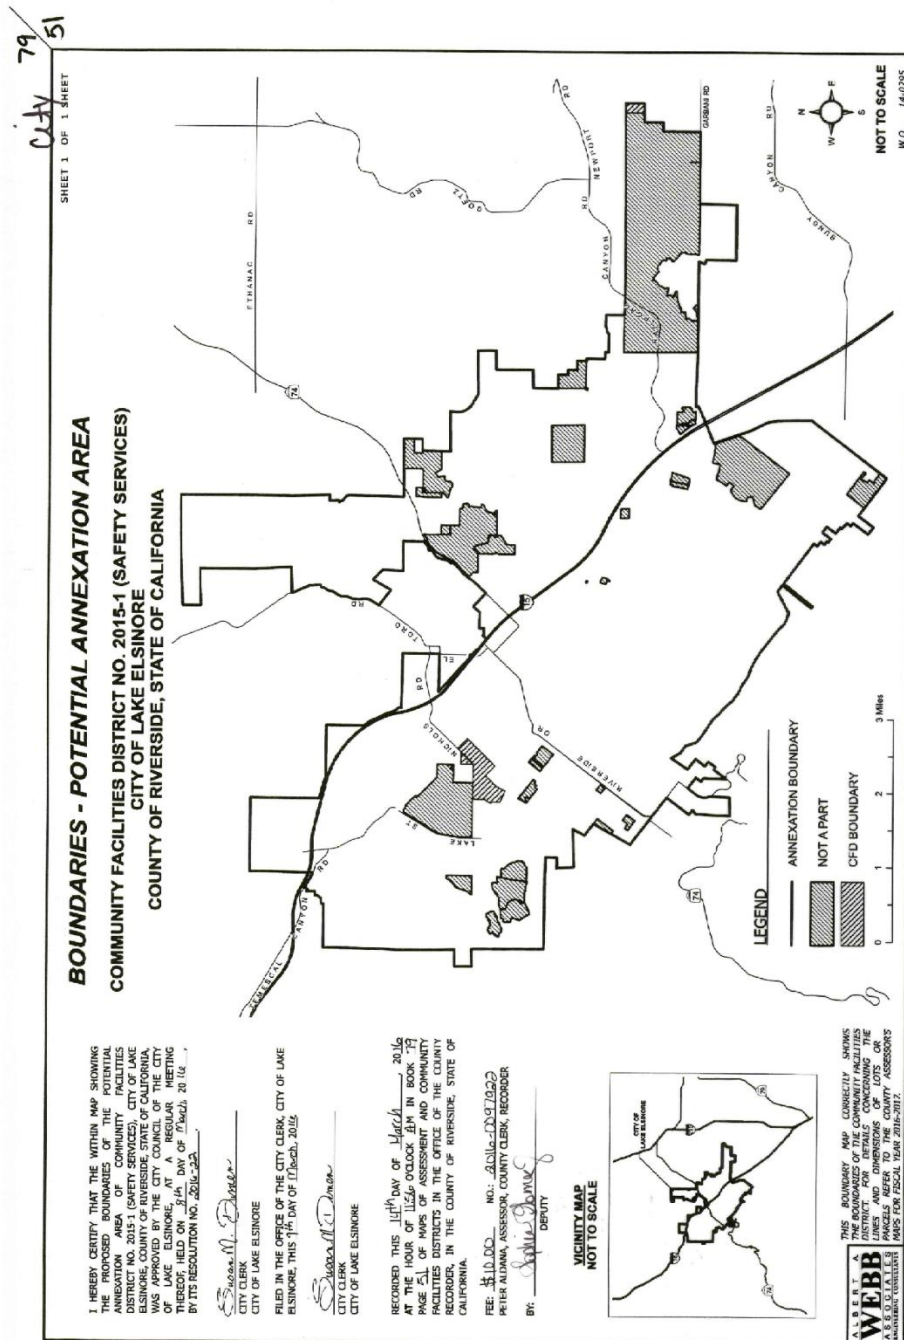 79
51
City
SHEET 1 OF 1 SHEET
BOUNDARIES - POTENTIAL ANNEXATION AREA
COMMUNITY FACILITIES DISTRICT NO. 2015-1 (SAFETY SERVICES)
CITY OF LAKE ELSINORE
COUNTY OF RIVERSIDE, STATE OF CALIFORNIA
I HEREBY CERTIFY THAT THE WITHIN MAP SHOWING
THE PROPOSED BOUNDARIES OF THE POTENTIAL
ANNEXATION AREA OF COMMUNITY FACILITIES
DISTRICT NO. 2015-1 (SAFETY SERVICES), CITY OF LAKE
ELSINORE, COUNTY OF RIVERSIDE, STATE OF CALIFORNIA,
WAS APPROVED BY THE CITY COUNCIL OF THE CITY
OF LAKE ELSINORE, AT A REGULAR MEETING
THEREOF, HELD ON 8th DAY OF March, 2016,
BY ITS RESOLUTION NO. 2016-22.
CITY CLERK
CITY OF LAKE ELSINORE
FILED IN THE OFFICE OF THE CITY CLERK, CITY OF LAKE
ELSINORE, THIS 9th DAY OF March, 2016
CITY CLERK
CITY OF LAKE ELSINORE
RECORDED THIS 14th DAY OF March, 2016
AT THE HOUR OF 11:56 O'CLOCK AM IN BOOK 79
PAGE 51 OF MAPS OF ASSESSMENT AND COMMUNITY
FACILITIES DISTRICTS IN THE OFFICE OF THE COUNTY
RECORDER, IN THE COUNTY OF RIVERSIDE, STATE OF
CALIFORNIA.
FEE: $10.00 NO.: 2016-0097922
PETER ALDANA, ASSESSOR, COUNTY CLERK, RECORDER
BY:
DEPUTY
VICINITY MAP
NOT TO SCALE
CITY OF
LAKE ELSINORE
15
74
THIS BOUNDARY MAP CORRECTLY SHOWS
THE BOUNDARIES OF THE COMMUNITY FACILITIES
DISTRICT. FOR DETAILS CONCERNING THE
LINES AND DIMENSIONS OF LOTS OR
PARCELS REFER TO THE COUNTY ASSESSOR'S
MAPS FOR FISCAL YEAR 2016-2017.
ALBERT A.
WEBB
ASSOCIATES
ENGINEERING CONSULTANTS
TEMESCAL CANYON RD
LAKE ST
NICHOLS RD
EL TORO RD
RIVERSIDE DR
15
74
74
ETHANAC RD
GOETZ RD
NEWPORT RD
RAILROAD CANYON RD
GARBANI RD
BUNDY CANYON RD
LEGEND
ANNEXATION BOUNDARY
NOT A PART
CFD BOUNDARY
0 1 2 3 Miles
N
E
S
W
NOT TO SCALE
W.O. 14-0295